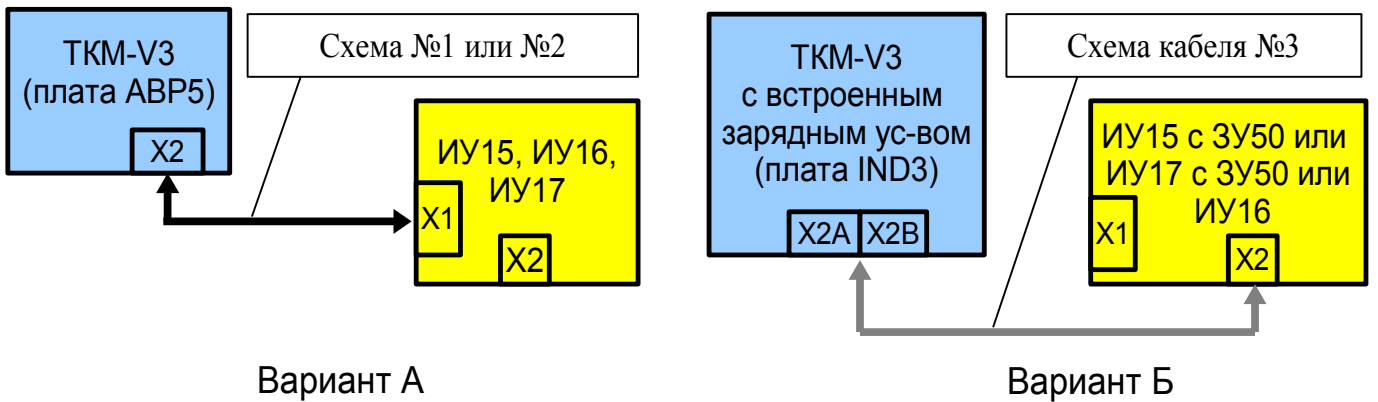 ТКМ-V3
(плата АВР5)
X2
Схема №1 или №2
ИУ15, ИУ16,
ИУ17
X1
X2
Вариант А
ТКМ-V3
с встроенным
зарядным ус-вом
(плата IND3)
X2A X2B
Схема кабеля №3
ИУ15 с ЗУ50 или
ИУ17 с ЗУ50 или
ИУ16
X1
X2
Вариант Б